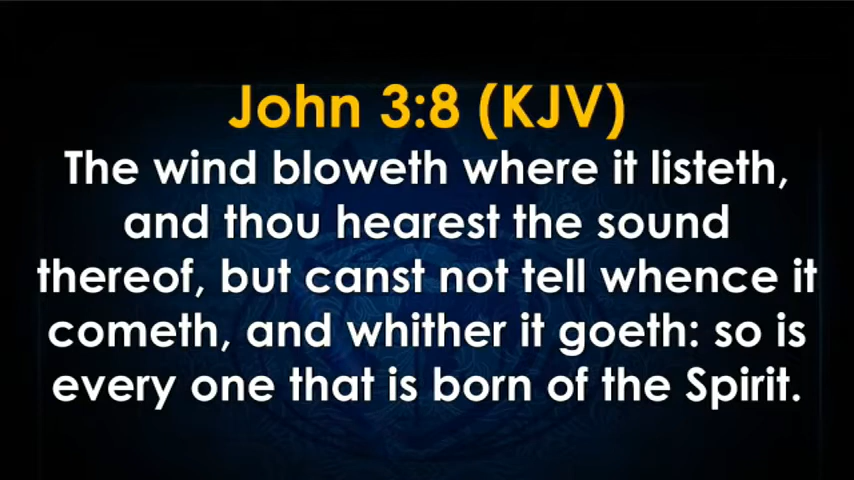 John 3:8 (KJV)
The wind bloweth where it listeth,
and thou hearest the sound
thereof, but canst not tell whence it
cometh, and whither it goeth: so is
every one that is born of the Spirit.